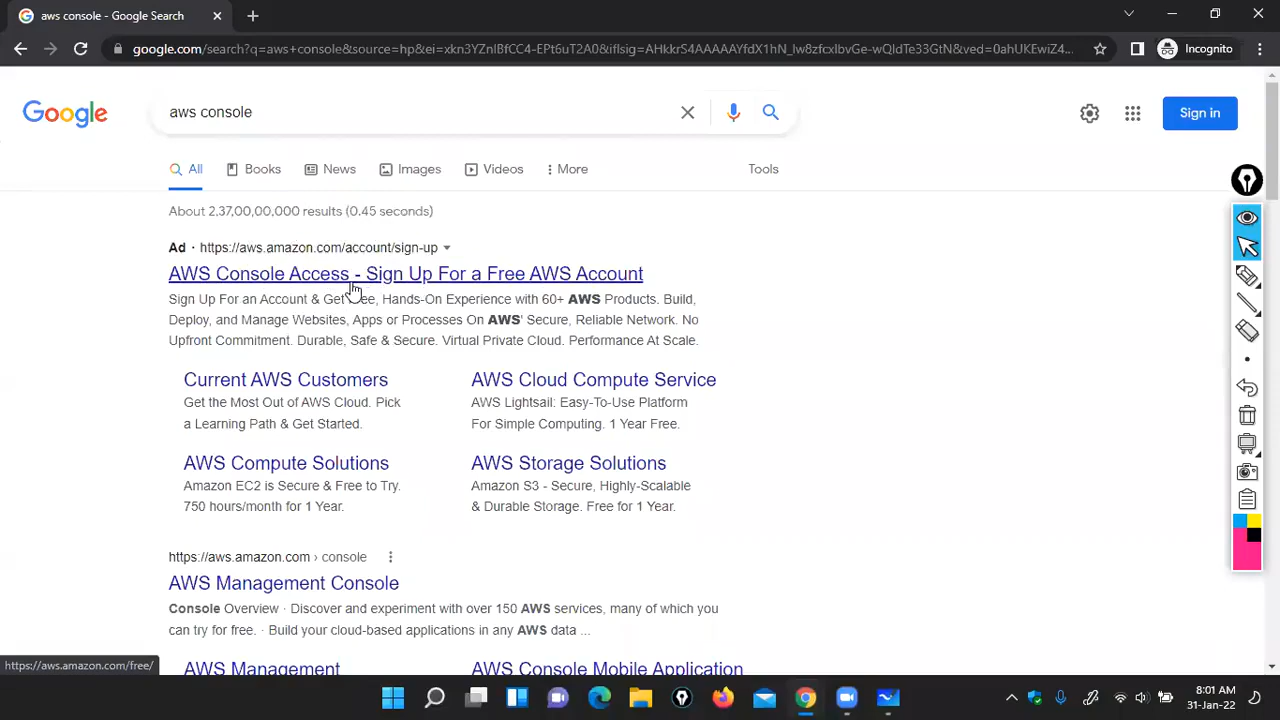 aws console - Google Search
google.com/search?q=aws+console&source=hp&ei=xkn3YZnlBfCC4-EPt6uT2A0&iflsig=AHkkrS4AAAAAYfdX1hN_lw8zfcxlbvGe-wQldTe33GtN&ved=0ahUKEwiZ4...
Incognito
Google
aws console
Sign in
All
Books
News
Images
Videos
More
Tools
About 2,37,00,00,000 results (0.45 seconds)
Ad · https://aws.amazon.com/account/sign-up
AWS Console Access - Sign Up For a Free AWS Account
Sign Up For an Account & Get Free, Hands-On Experience with 60+ AWS Products. Build,
Deploy, and Manage Websites, Apps or Processes On AWS' Secure, Reliable Network. No
Upfront Commitment. Durable, Safe & Secure. Virtual Private Cloud. Performance At Scale.
Current AWS Customers
Get the Most Out of AWS Cloud. Pick
a Learning Path & Get Started.
AWS Cloud Compute Service
AWS Lightsail: Easy-To-Use Platform
For Simple Computing. 1 Year Free.
AWS Compute Solutions
Amazon EC2 is Secure & Free to Try.
750 hours/month for 1 Year.
AWS Storage Solutions
Amazon S3 - Secure, Highly-Scalable
& Durable Storage. Free for 1 Year.
https://aws.amazon.com › console
AWS Management Console
Console Overview · Discover and experiment with over 150 AWS services, many of which you
can try for free. · Build your cloud-based applications in any AWS data ...
AWS Management
AWS Console Mobile Application
https://aws.amazon.com/free/
8:01 AM
31-Jan-22